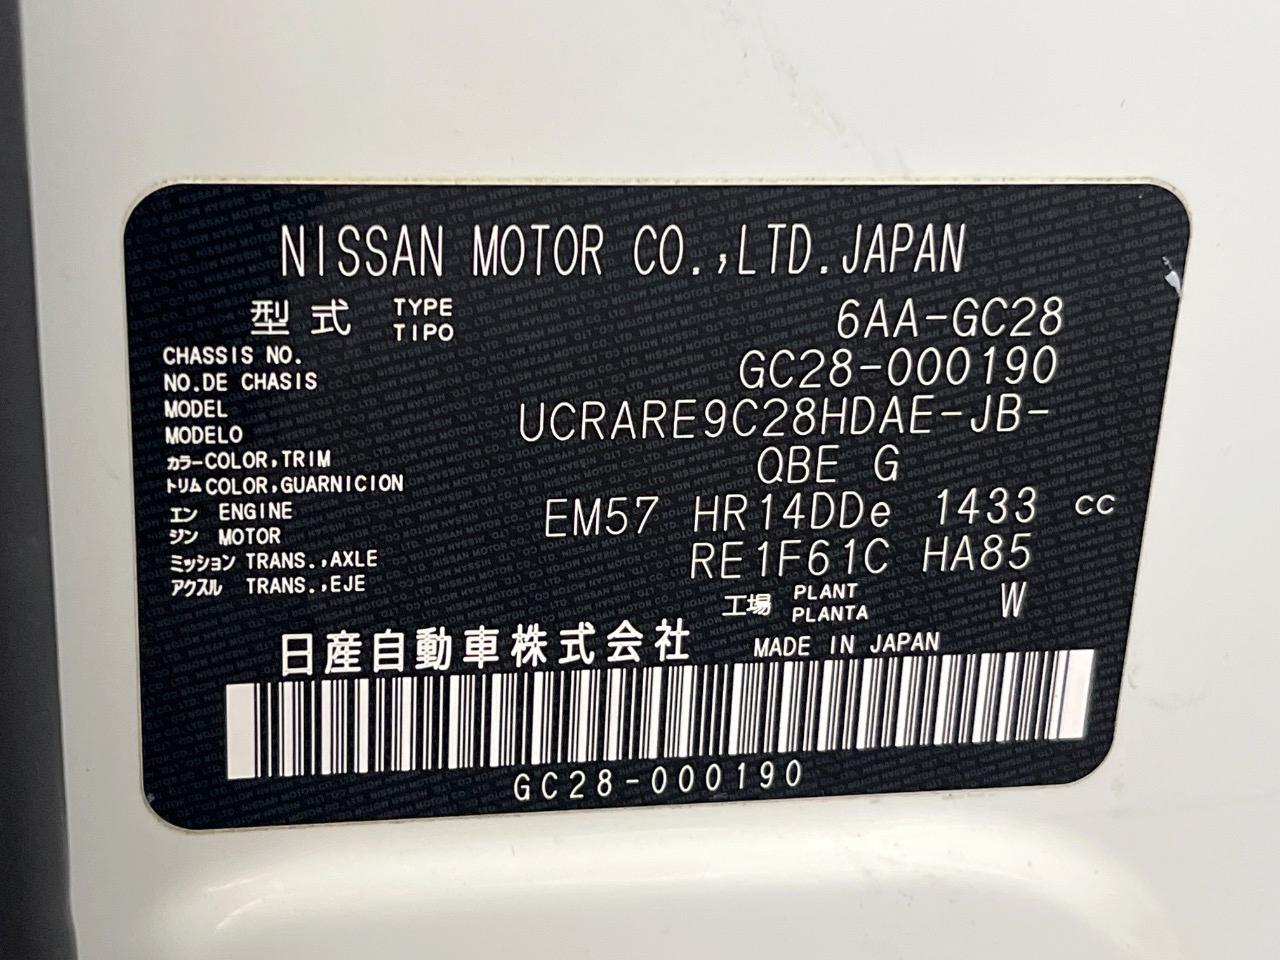 NISSAN MOTOR CO.,LTD.JAPAN
型式 TYPE TIPO 6AA-GC28
CHASSIS NO. NO.DE CHASIS GC28-000190
MODEL MODELO UCRARE9C28HDAE-JB-
カラー COLOR,TRIM トリム COLOR,GUARNICION QBE G
エンジン ENGINE MOTOR EM57 HR14DDe 1433 cc
ミッション TRANS.,AXLE アクスル TRANS.,EJE RE1F61C HA85
工場 PLANT PLANTA W
日産自動車株式会社 MADE IN JAPAN
GC28-000190